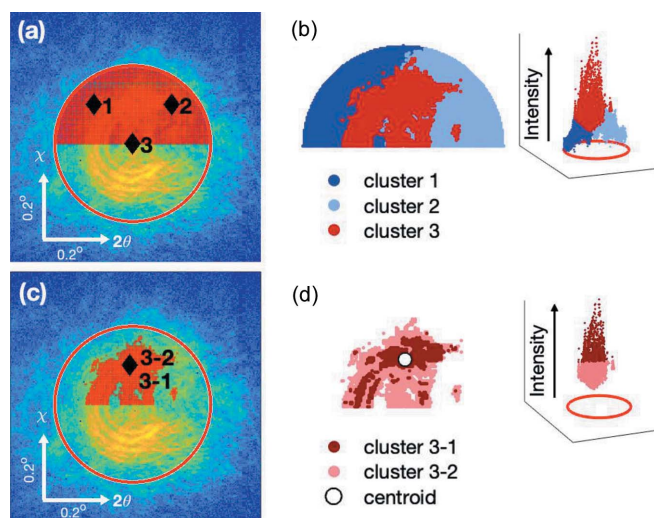 (a)
1
2
3
χ
0.2°
2θ
0.2°
(b)
Intensity
cluster 1
cluster 2
cluster 3
(c)
3-2
3-1
χ
0.2°
2θ
0.2°
(d)
Intensity
cluster 3-1
cluster 3-2
centroid